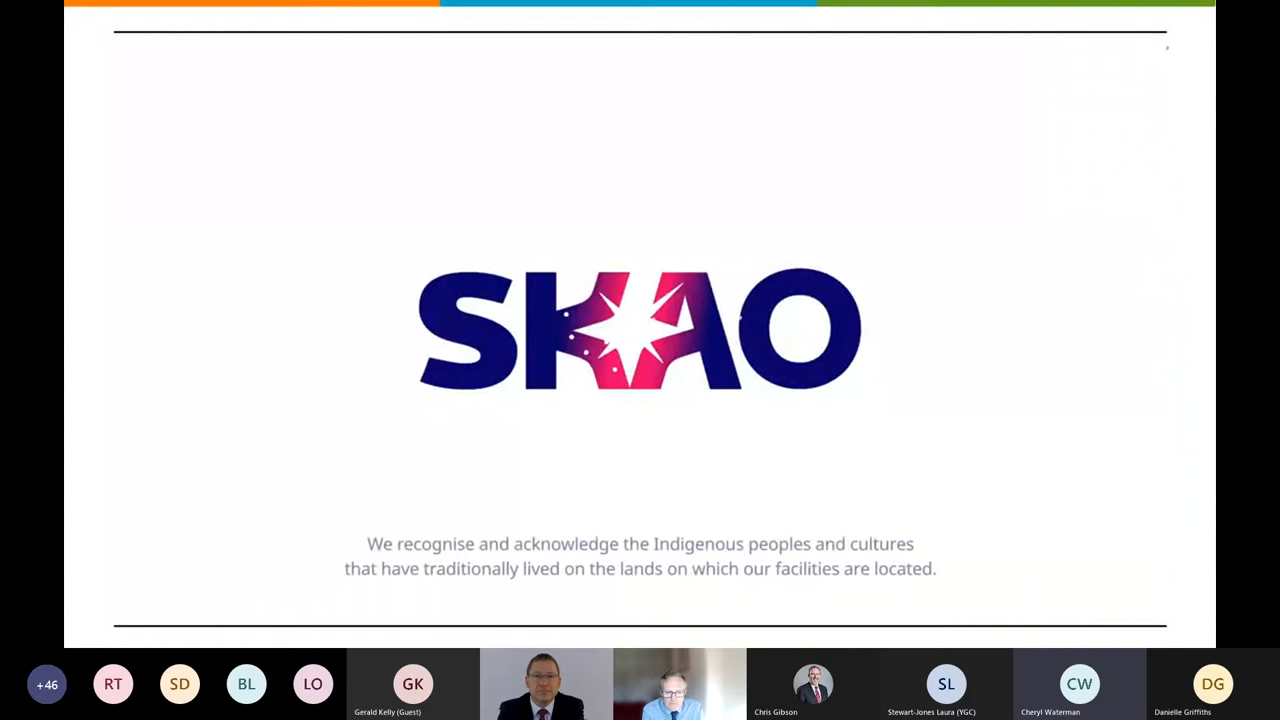 SKAO
We recognise and acknowledge the Indigenous peoples and cultures
that have traditionally lived on the lands on which our facilities are located.
+46
RT
SD
BL
LO
GK
SL
CW
DG
Gerald Kelly (Guest)
Chris Gibson
Stewart-Jones Laura (YGC)
Cheryl Waterman
Danielle Griffiths